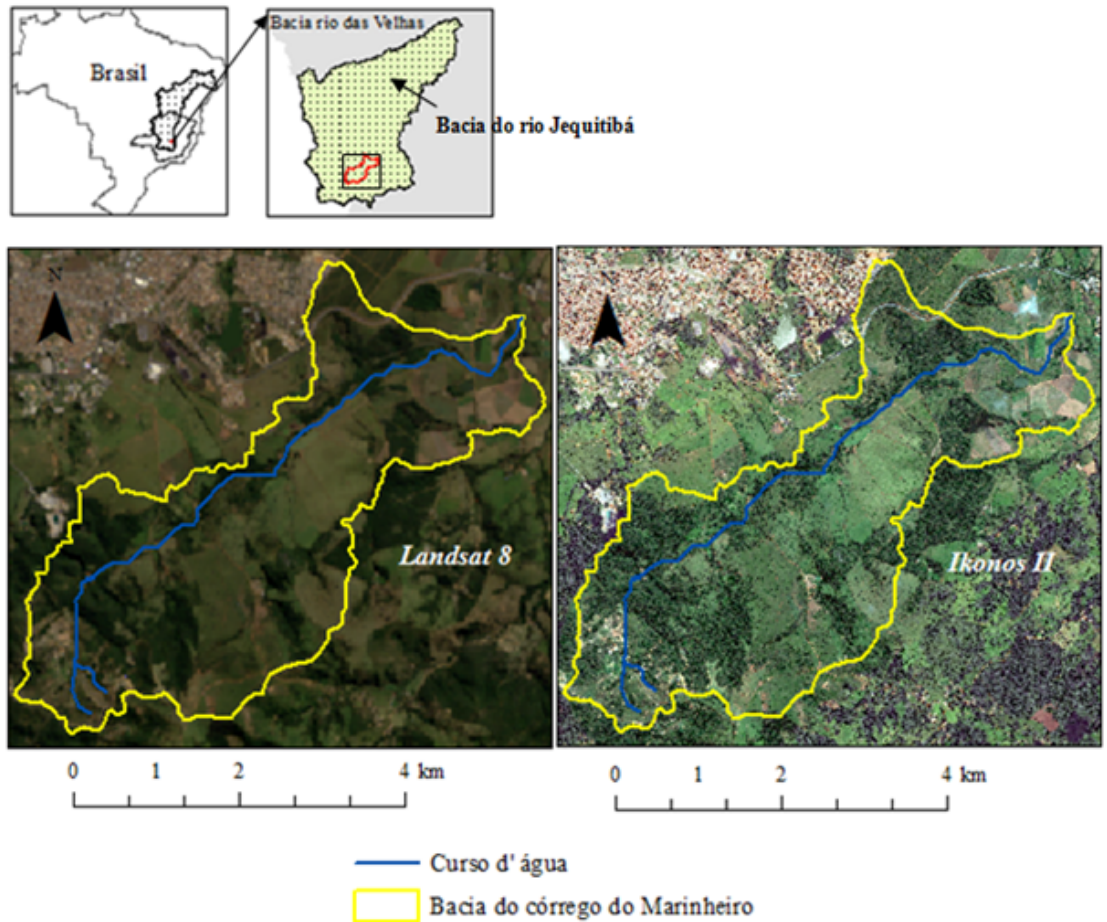 Bacia rio das Velhas
Brasil
Bacia do rio Jequitibá
N
Landsat 8
Ikonos II
0 1 2 4 km
0 1 2 4 km
Curso d' água
Bacia do córrego do Marinheiro